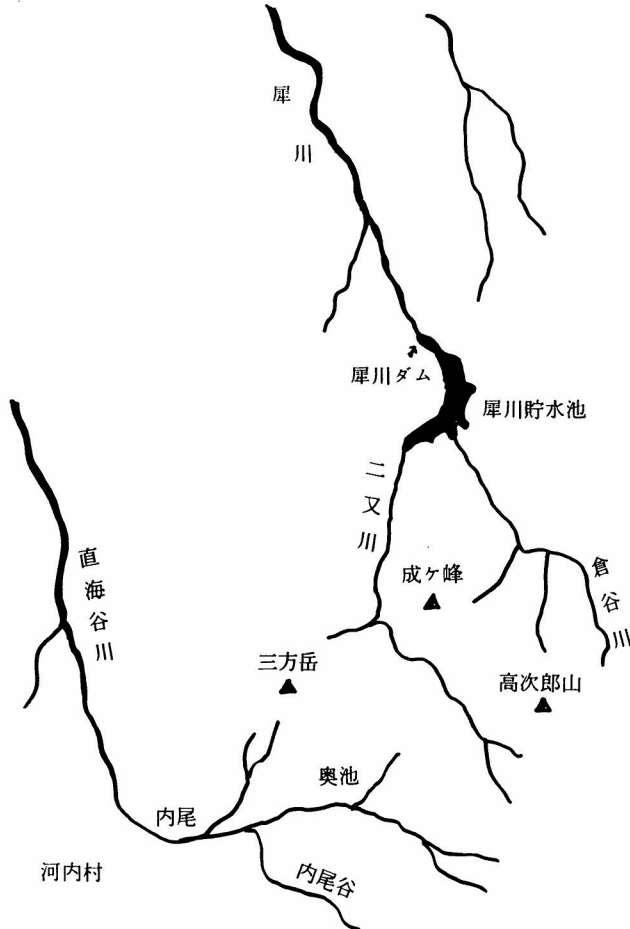 犀川
犀川ダム
犀川貯水池
二又川
直海谷川
成ケ峰
倉谷川
三方岳
高次郎山
奥池
内尾
河内村
内尾谷